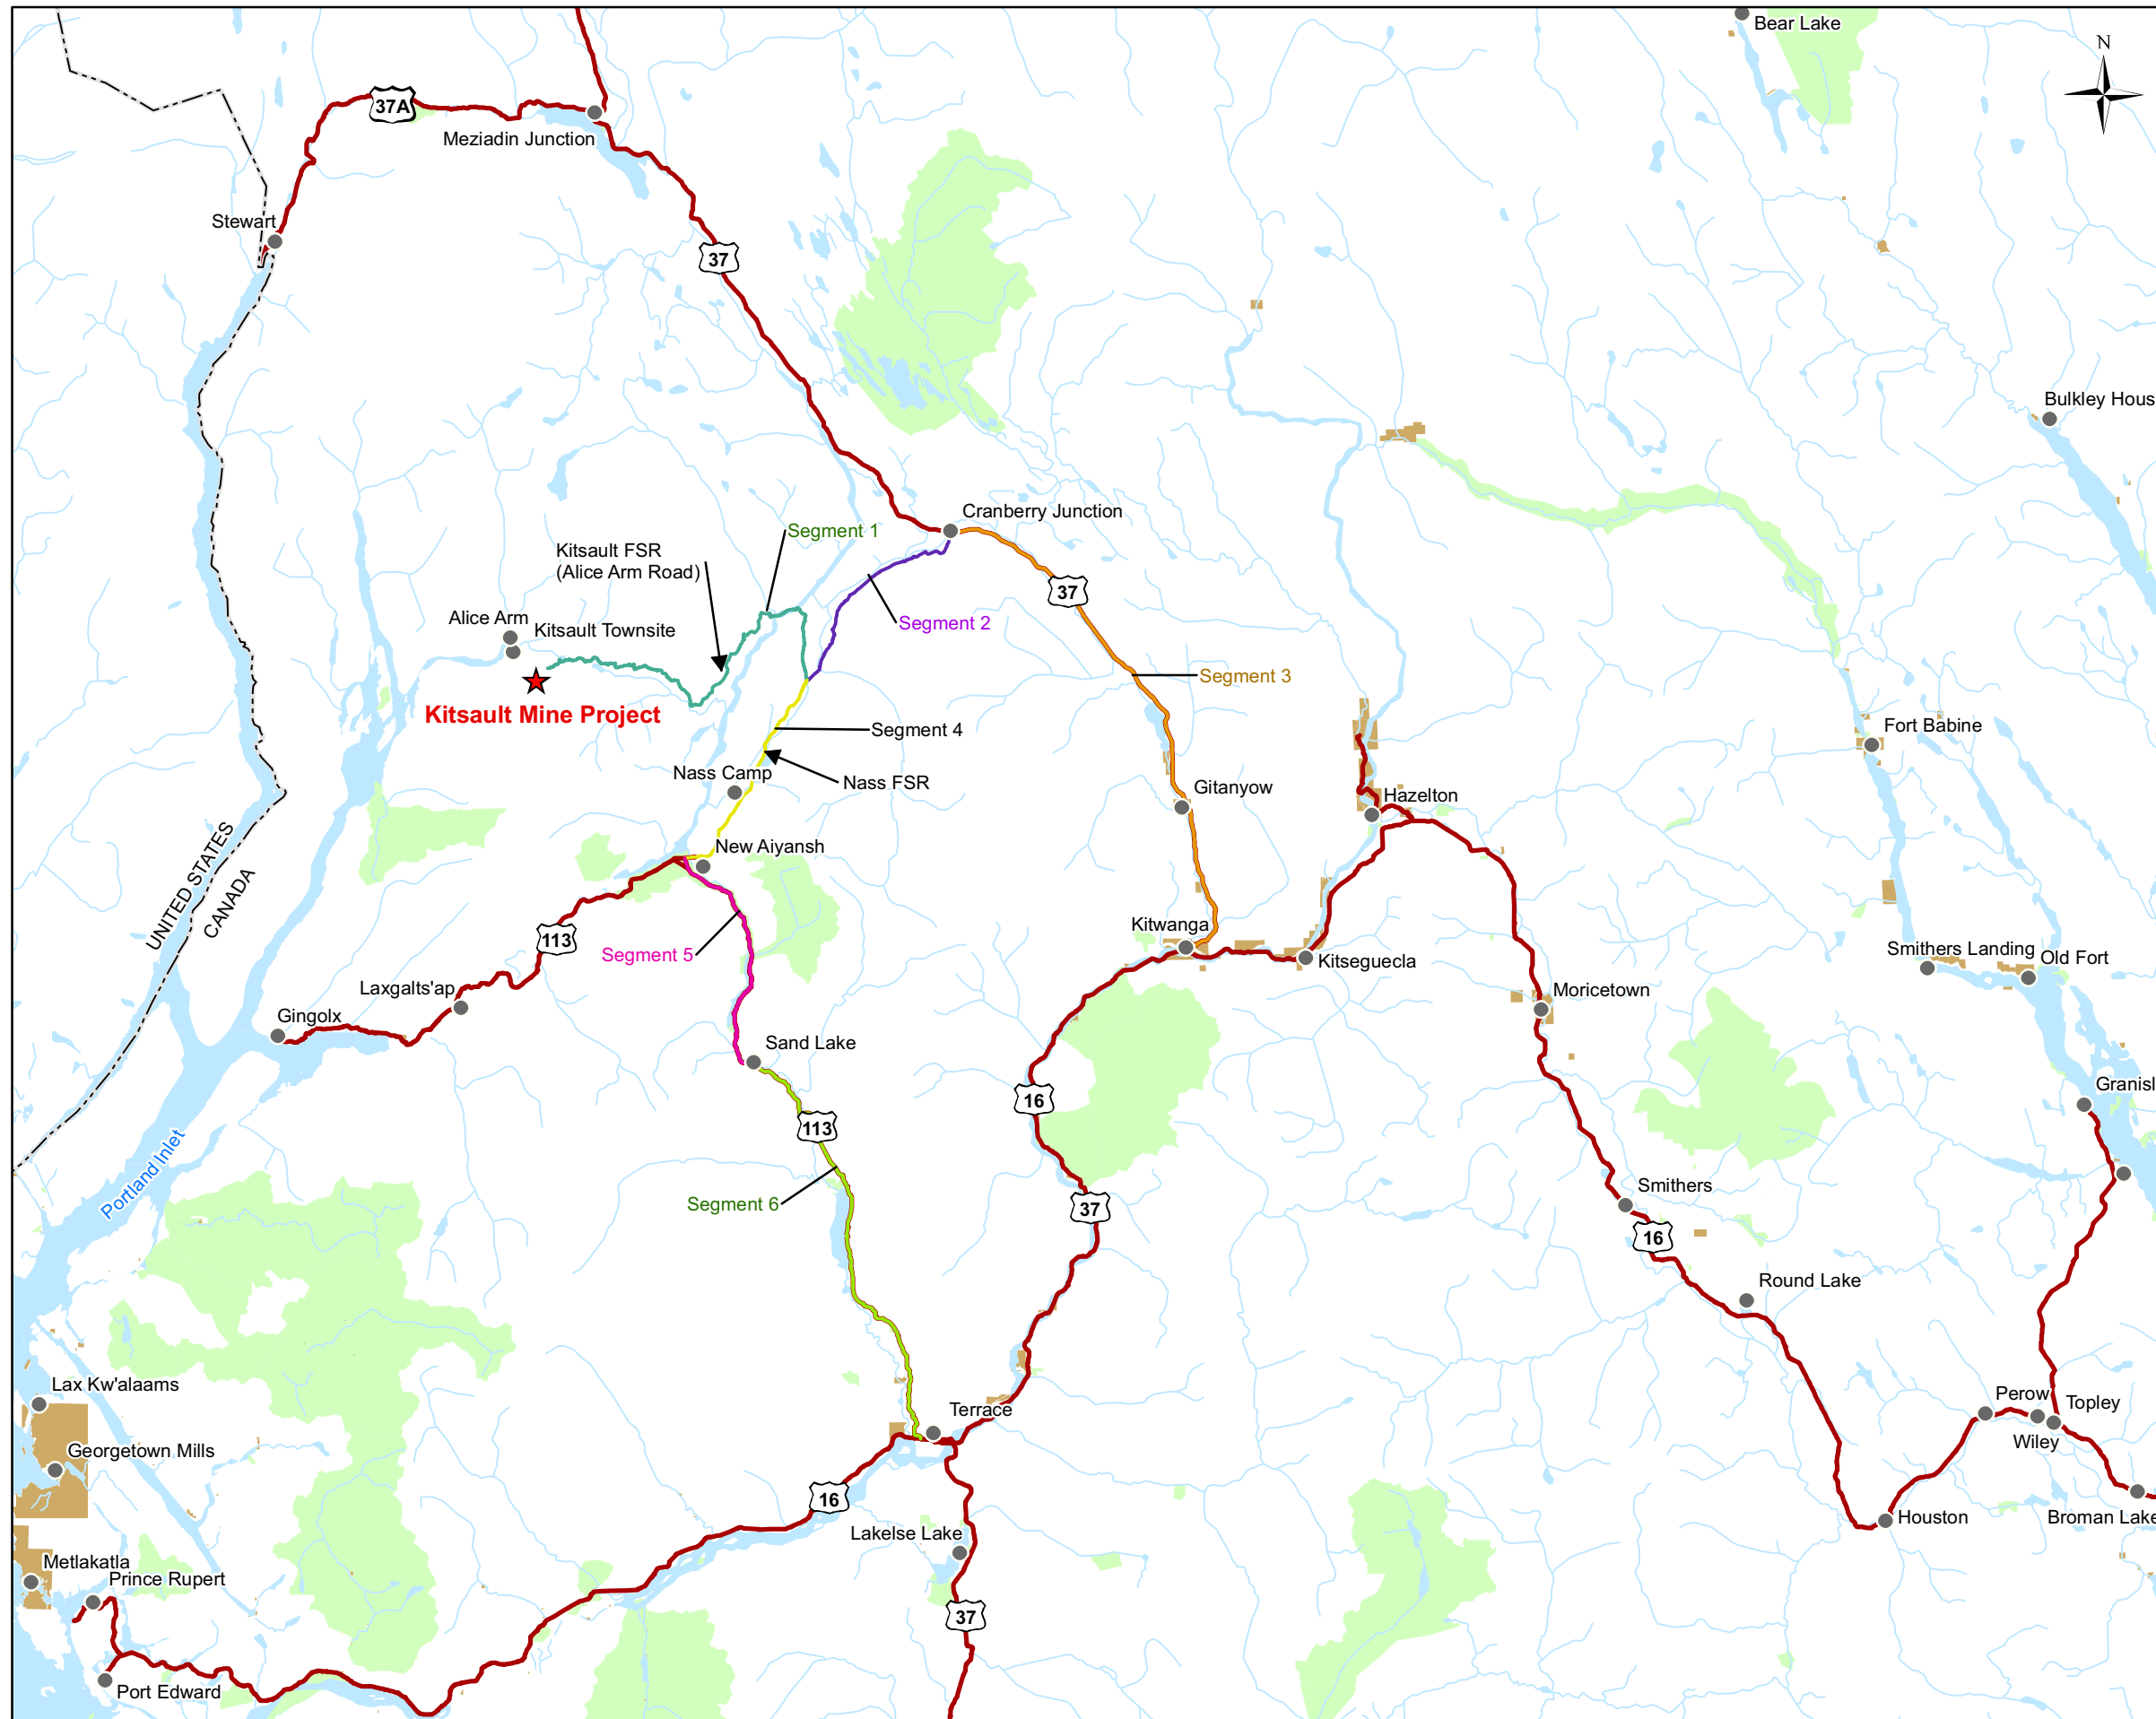 Bear Lake
N
37A
Meziadin Junction
Stewart
37
Bulkley Hous
Cranberry Junction
Segment 1
Kitsault FSR
(Alice Arm Road)
37
Alice Arm
Segment 2
Kitsault Townsite
Segment 3
Kitsault Mine Project
Segment 4
Fort Babine
Nass Camp
Nass FSR
Gitanyow
Hazelton
New Aiyansh
UNITED STATES
CANADA
Kitwanga
113
Segment 5
Kitseguecla
Smithers Landing
Old Fort
Laxgalts'ap
Moricetown
Gingolx
Sand Lake
Granisl
16
113
Portland Inlet
Smithers
Segment 6
37
16
Round Lake
Lax Kw'alaams
Perow
Topley
Terrace
Wiley
Georgetown Mills
16
Houston
Broman Lake
Lakelse Lake
Metlakatla
Prince Rupert
37
Port Edward